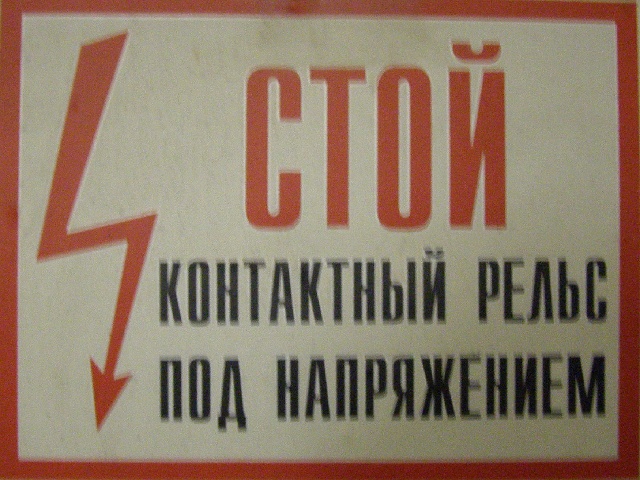 СТОЙ
КОНТАКТНЫЙ РЕЛЬС
ПОД НАПРЯЖЕНИЕМ